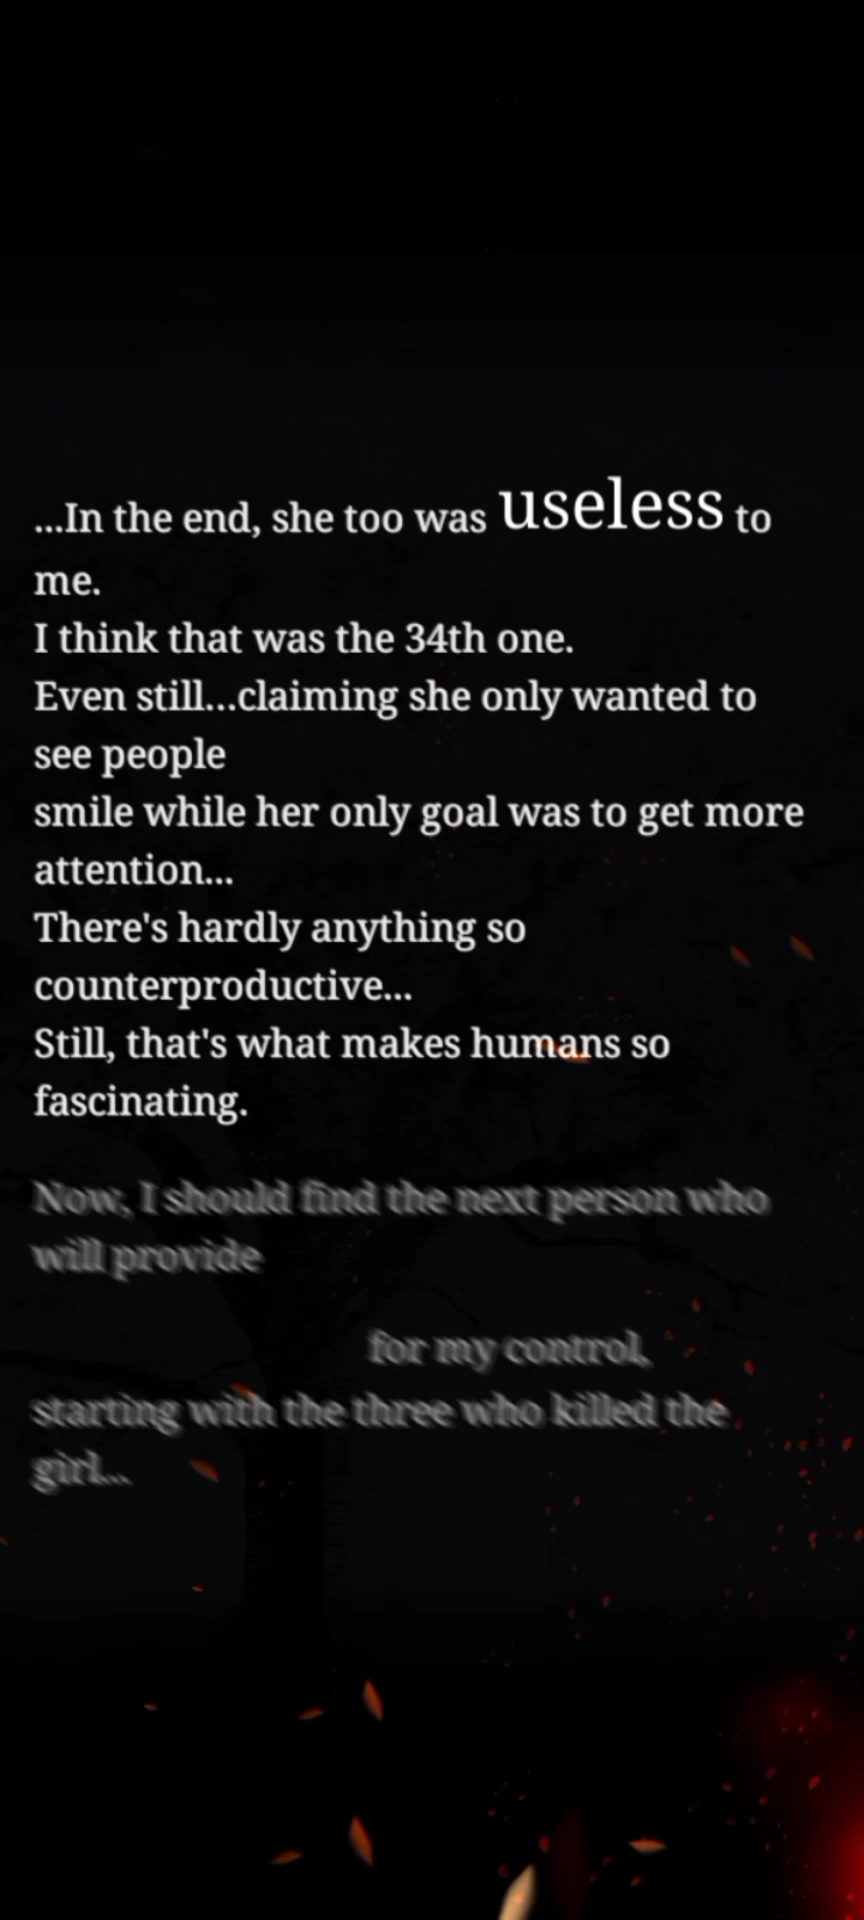 ...In the end, she too was useless to
me.
I think that was the 34th one.
Even still...claiming she only wanted to
see people
smile while her only goal was to get more
attention...
There's hardly anything so
counterproductive...
Still, that's what makes humans so
fascinating.
Now, I should find the next person who
will provide
for my control,
starting with the three who killed the
girl...